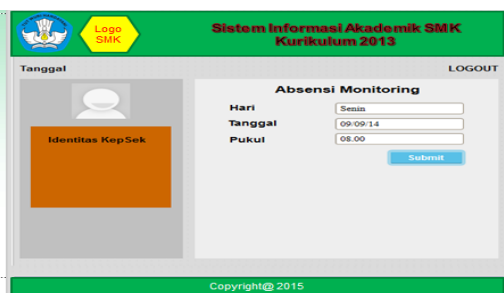 Logo
SMK
Sistem Informasi Akademik SMK
Kurikulum 2013
Tanggal
LOGOUT
Absensi Monitoring
Hari
Senin
Tanggal
09/09/14
Identitas KepSek
Pukul
08.00
Submit
Copyright@ 2015